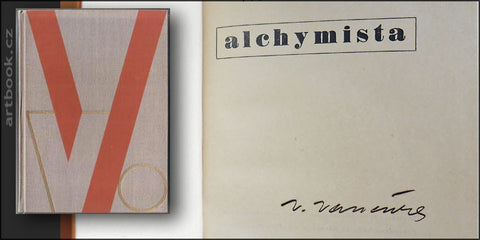 artbook.cz
alchymista
V. Vančura